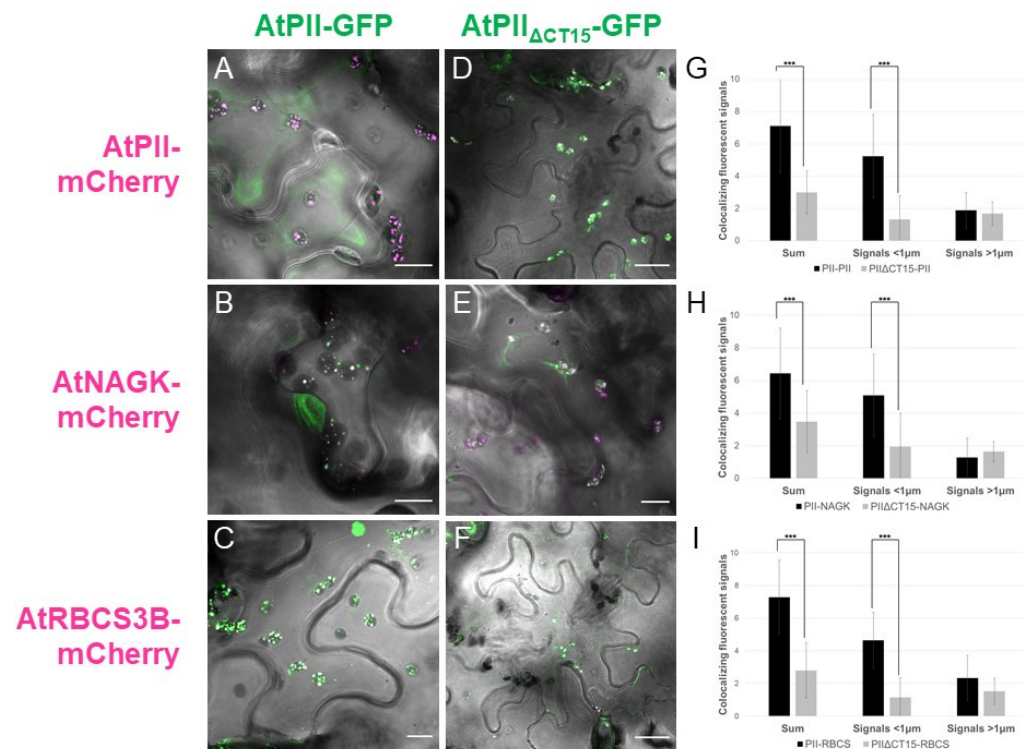 AtPII-GFP
AtPIIΔCT15-GFP
AtPII-
mCherry
AtNAGK-
mCherry
AtRBCS3B-
mCherry
A
B
C
D
E
F
G
Colocalizing fluorescent signals
10
8
6
4
2
0
***
***
Sum
Signals <1µm
Signals >1µm
PII-PII
PIIΔCT15-PII
H
Colocalizing fluorescent signals
10
8
6
4
2
0
***
***
Sum
Signals <1µm
Signals >1µm
PII-NAGK
PIIΔCT15-NAGK
I
Colocalizing fluorescent signals
10
8
6
4
2
0
***
***
Sum
Signals <1µm
Signals >1µm
PII-RBCS
PIIΔCT15-RBCS